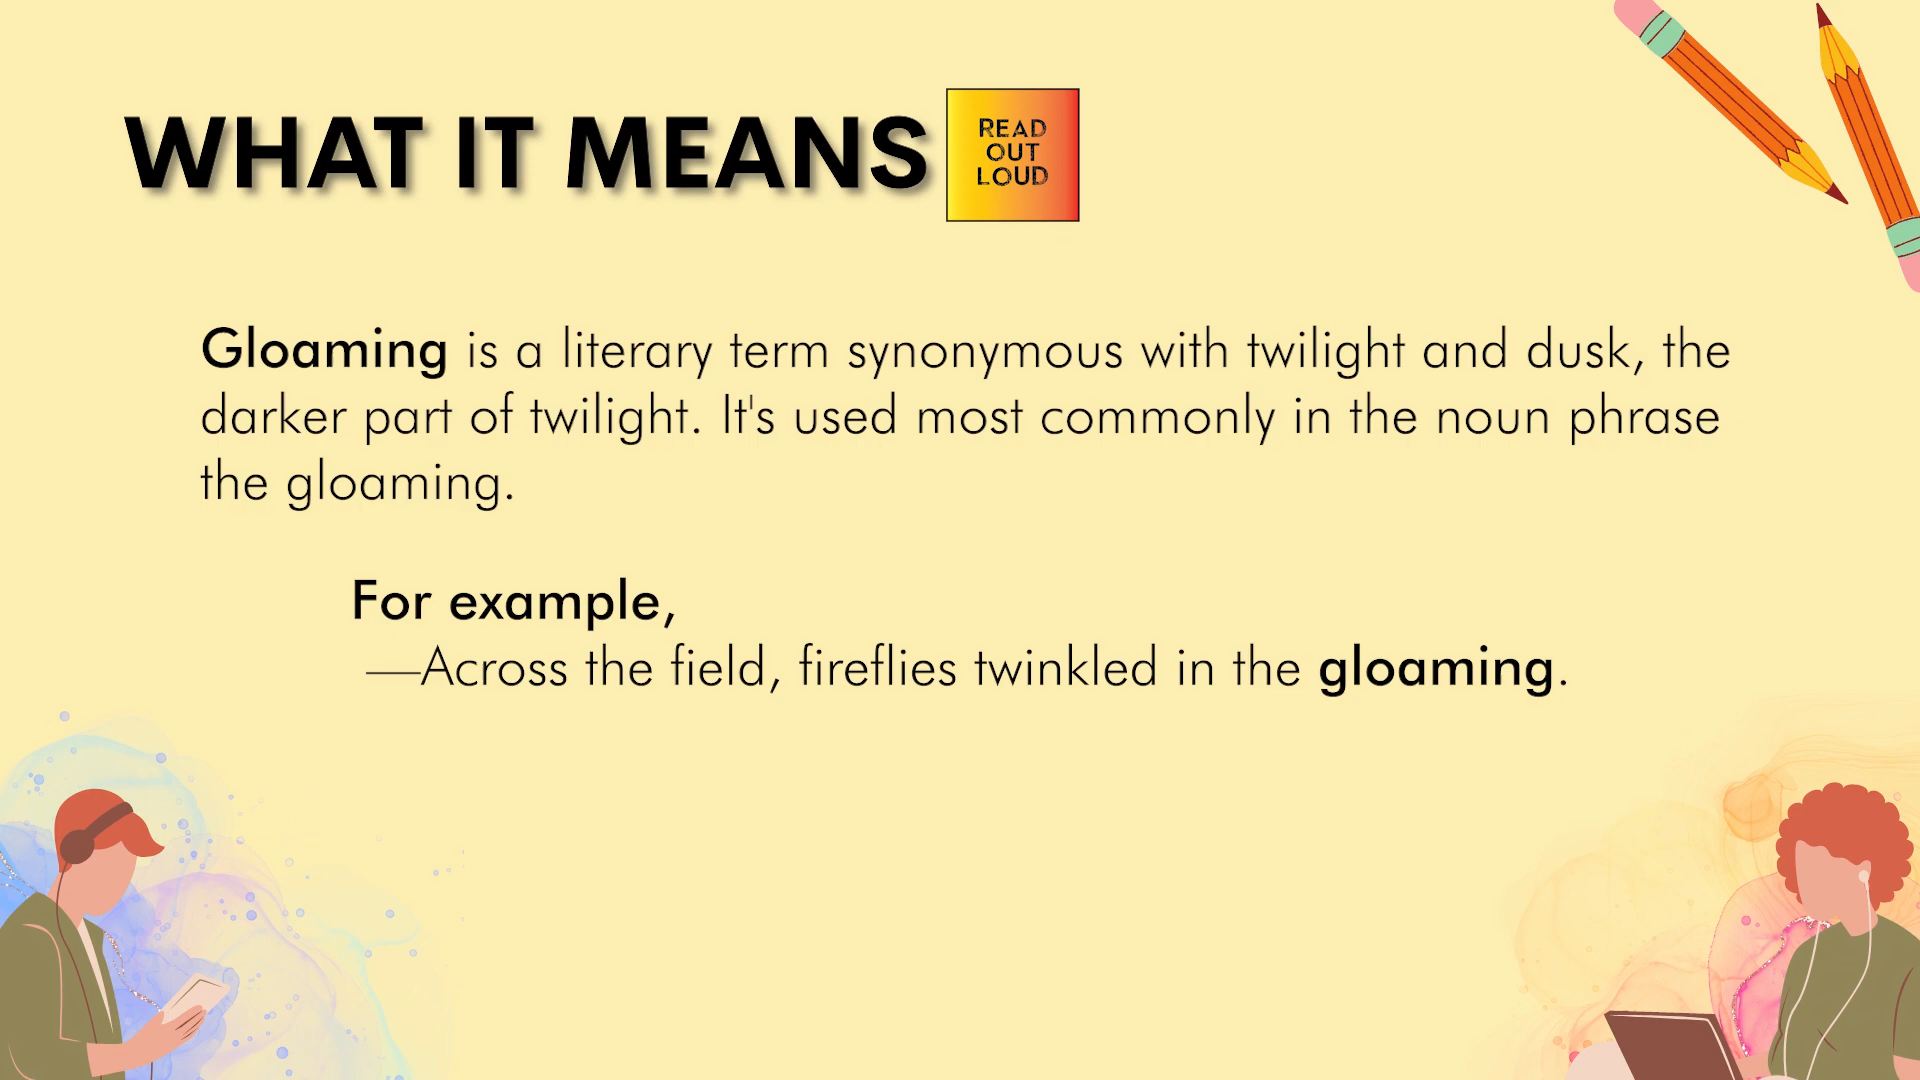 WHAT IT MEANS
READ
OUT
LOUD
Gloaming is a literary term synonymous with twilight and dusk, the
darker part of twilight. It's used most commonly in the noun phrase
the gloaming.
For example,
—Across the field, fireflies twinkled in the gloaming.